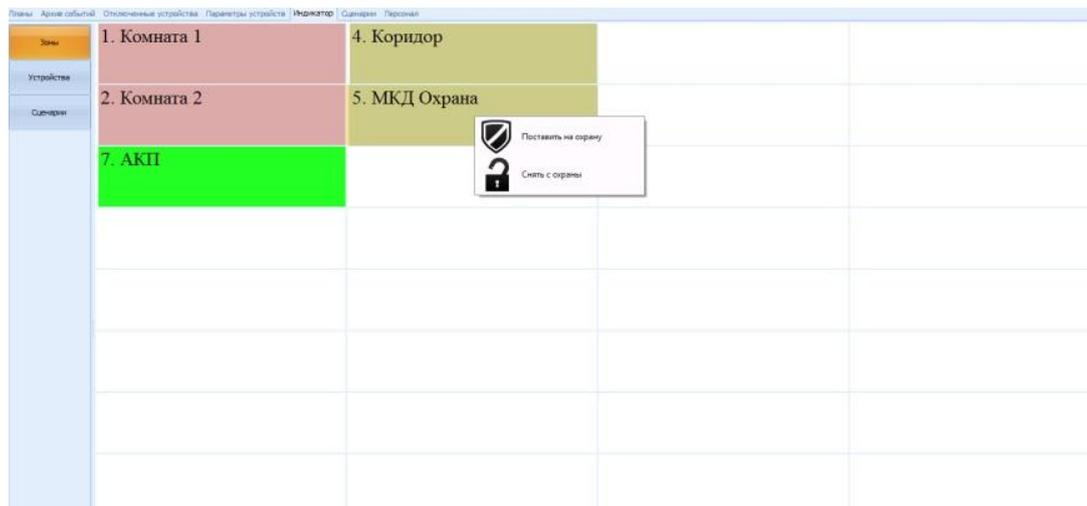 Планы Архив событий Отключенные устройства Параметры устройств Индикатор Сценарии Персонал
Зоны
Устройства
Сценарии
1. Комната 1
4. Коридор
2. Комната 2
5. МКД Охрана
Поставить на охрану
Снять с охраны
7. АКП